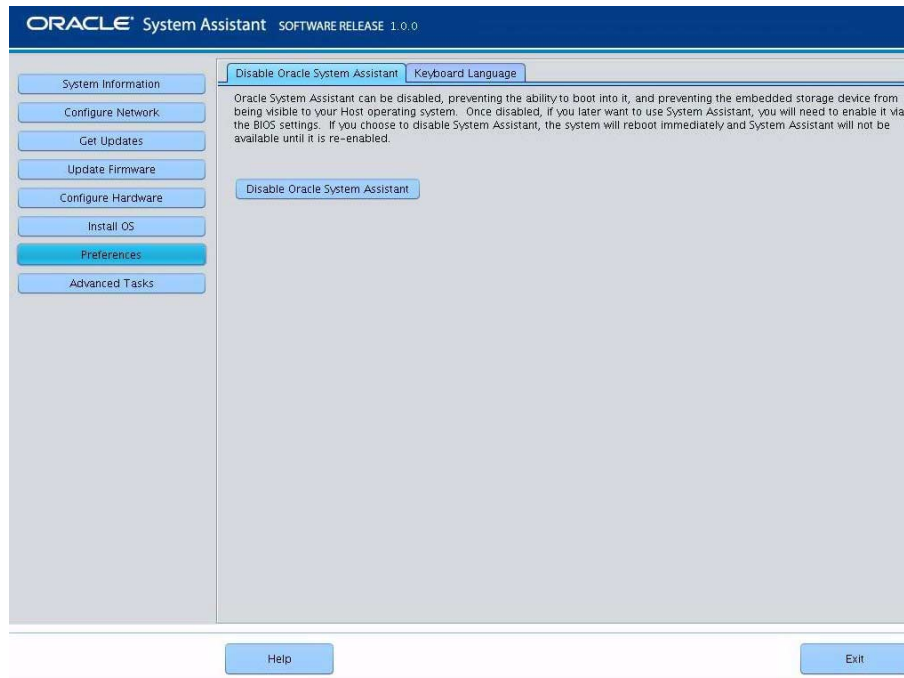 ORACLE System Assistant SOFTWARE RELEASE 1.0.0
System Information
Configure Network
Get Updates
Update Firmware
Configure Hardware
Install OS
Preferences
Advanced Tasks
Disable Oracle System Assistant
Keyboard Language
Oracle System Assistant can be disabled, preventing the ability to boot into it, and preventing the embedded storage device from
being visible to your Host operating system. Once disabled, if you later want to use System Assistant, you will need to enable it via
the BIOS settings. If you choose to disable System Assistant, the system will reboot immediately and System Assistant will not be
available until it is re-enabled.
Disable Oracle System Assistant
Help
Exit